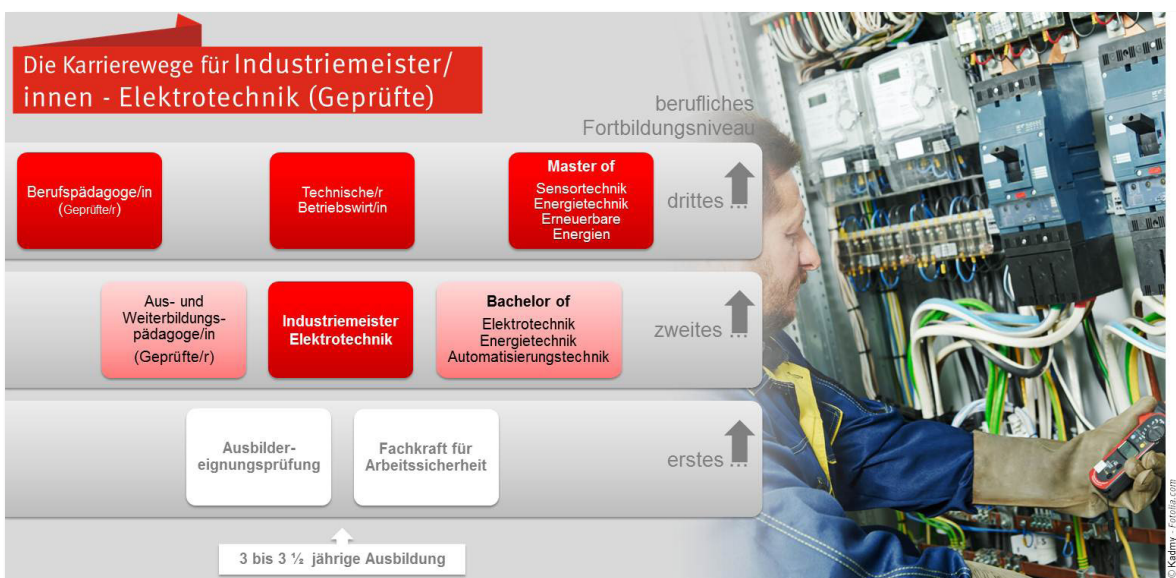 Die Karrierewege für Industriemeister/
innen - Elektrotechnik (Geprüfte)
berufliches
Fortbildungsniveau
Berufspädagoge/in
(Geprüfte/r)
Technische/r
Betriebswirt/in
Master of
Sensortechnik
Energietechnik
Erneuerbare
Energien
drittes ...
Aus- und
Weiterbildungs-
pädagoge/in
(Geprüfte/r)
Industriemeister
Elektrotechnik
Bachelor of
Elektrotechnik
Energietechnik
Automatisierungstechnik
zweites ...
Ausbilder-
eignungsprüfung
Fachkraft für
Arbeitssicherheit
erstes ...
3 bis 3 ½ jährige Ausbildung
© Kadmy - Fotolia.com